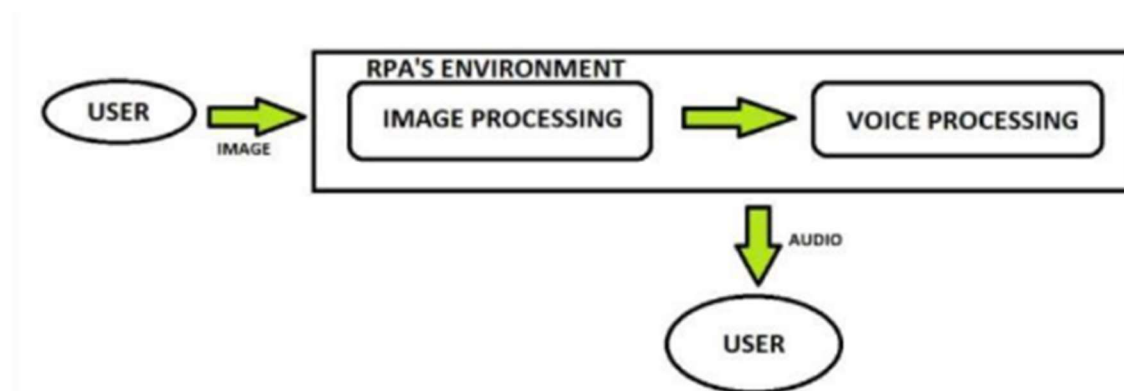 RPA'S ENVIRONMENT
USER
IMAGE
IMAGE PROCESSING
VOICE PROCESSING
AUDIO
USER